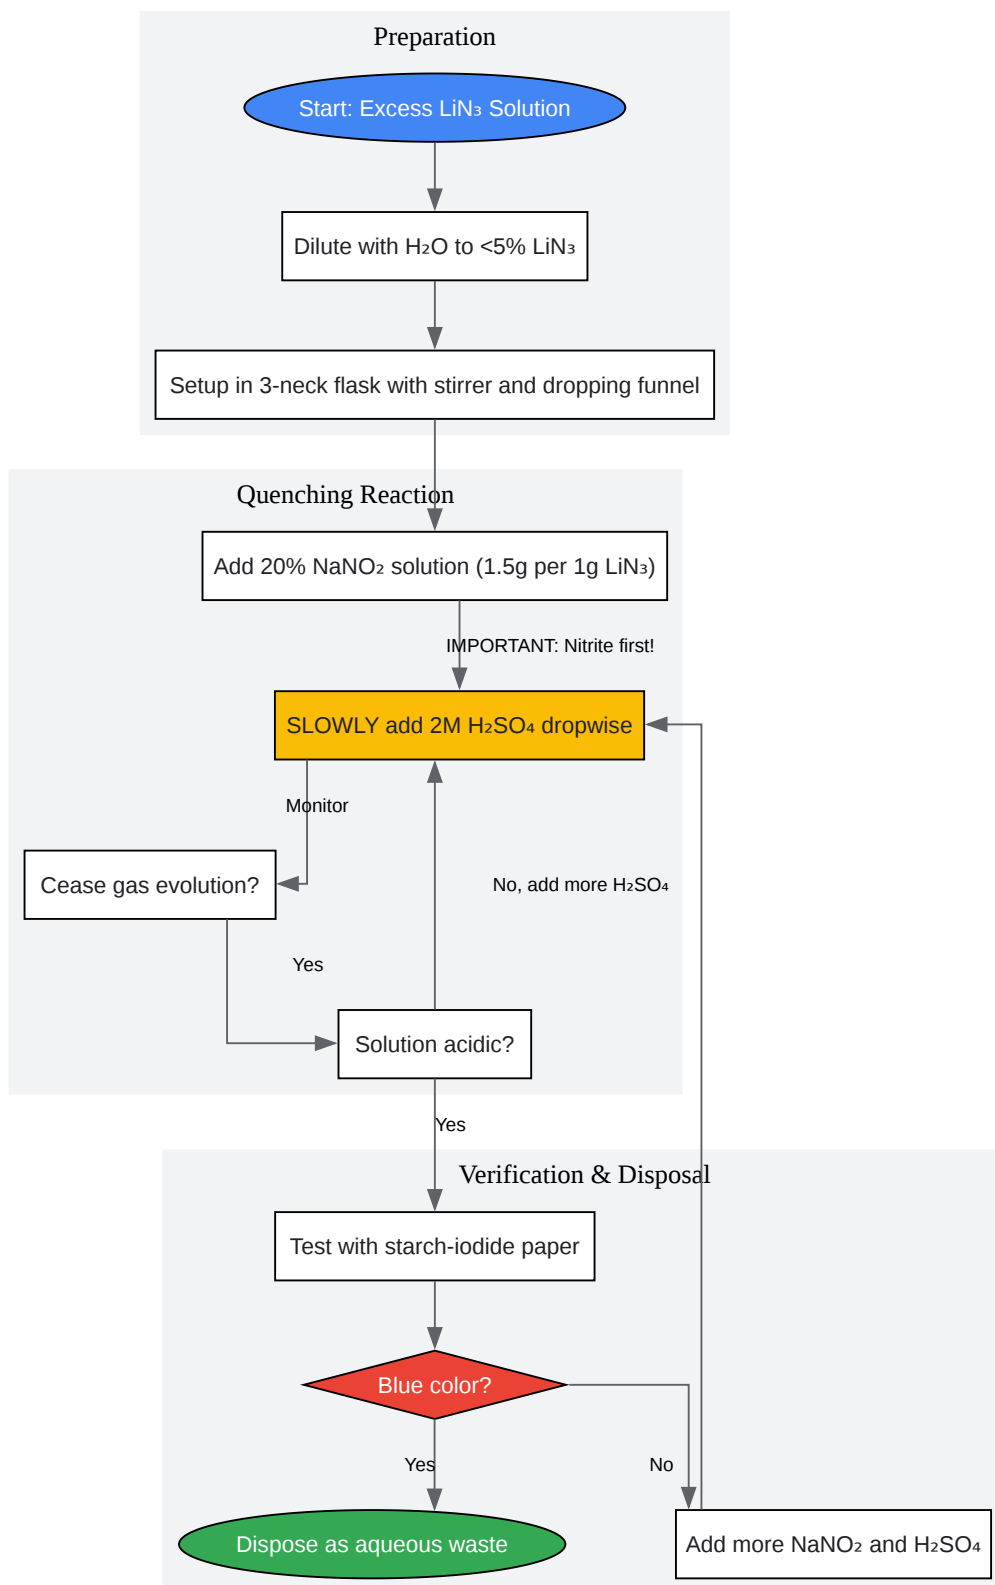 Preparation
Start: Excess LiN₃ Solution
Dilute with H₂O to <5% LiN₃
Setup in 3-neck flask with stirrer and dropping funnel
Quenching Reaction
Add 20% NaNO₂ solution (1.5g per 1g LiN₃)
IMPORTANT: Nitrite first!
SLOWLY add 2M H₂SO₄ dropwise
Monitor
Cease gas evolution?
No, add more H₂SO₄
Yes
Solution acidic?
Yes
Verification & Disposal
Test with starch-iodide paper
Blue color?
Yes
No
Dispose as aqueous waste
Add more NaNO₂ and H₂SO₄